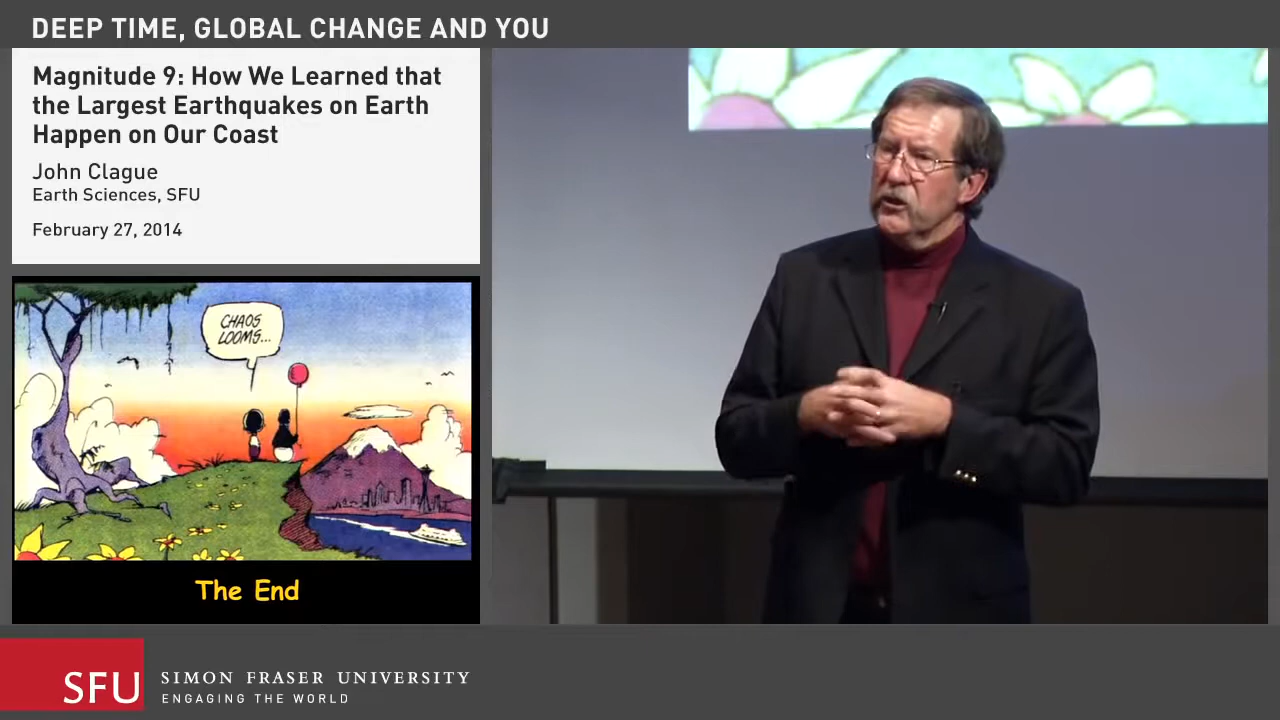 DEEP TIME, GLOBAL CHANGE AND YOU
Magnitude 9: How We Learned that
the Largest Earthquakes on Earth
Happen on Our Coast
John Clague
Earth Sciences, SFU
February 27, 2014
CHAOS
LOOMS...
The End
SFU
SIMON FRASER UNIVERSITY
ENGAGING THE WORLD